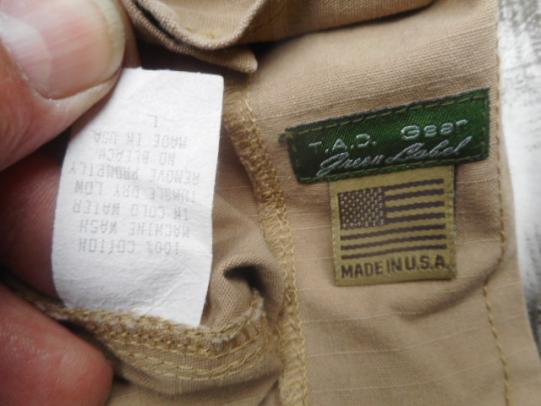 100% COTTON
MACHINE WASH
IN COLD WATER
TUMBLE DRY LOW
REMOVE PROMPTLY
NO BLEACH
MADE IN USA
L
T.A.D. Gear
Green Label
MADE IN U.S.A.